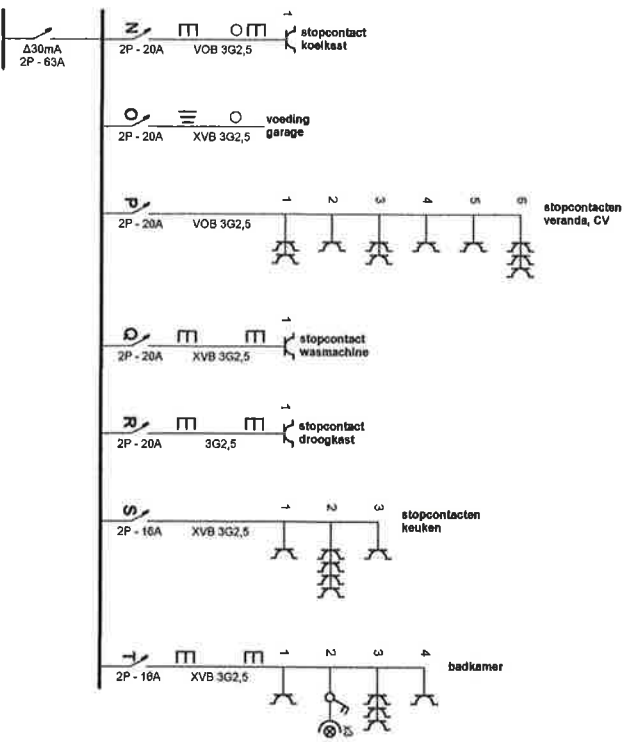 Δ30mA
2P - 63A
N
2P - 20A
VOB 3G2,5
1
stopcontact
koelkast
O
2P - 20A
XVB 3G2,5
voeding
garage
P
2P - 20A
VOB 3G2,5
1 2 3 4 5 6
stopcontacten
veranda, CV
Q
2P - 20A
XVB 3G2,5
1
stopcontact
wasmachine
R
2P - 20A
3G2,5
1
stopcontact
droogkast
S
2P - 16A
XVB 3G2,5
1 2 3
stopcontacten
keuken
T
2P - 16A
XVB 3G2,5
1 2 3 4
badkamer
x2